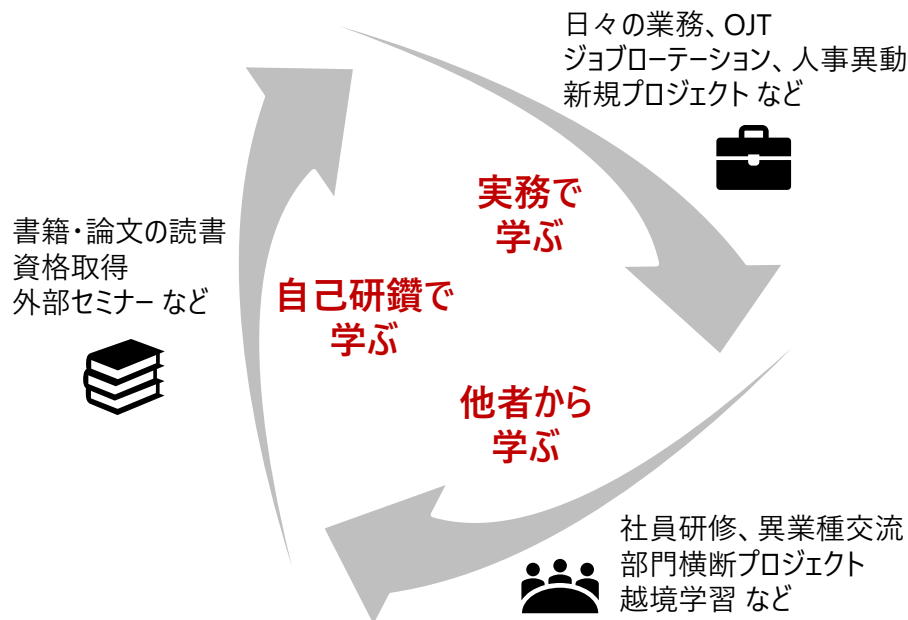 日々の業務、OJT
ジョブローテーション、人事異動
新規プロジェクト など
実務で
学ぶ
書籍・論文の読書
資格取得
外部セミナー など
自己研鑽で
学ぶ
他者から
学ぶ
社員研修、異業種交流
部門横断プロジェクト
越境学習 など